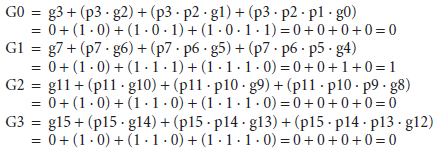 G0 = g3 + (p3 · g2) + (p3 · p2 · g1) + (p3 · p2 · p1 · g0)
= 0 + (1 · 0) + (1 · 0 · 1) + (1 · 0 · 1 · 1) = 0 + 0 + 0 + 0 = 0
G1 = g7 + (p7 · g6) + (p7 · p6 · g5) + (p7 · p6 · p5 · g4)
= 0 + (1 · 0) + (1 · 1 · 1) + (1 · 1 · 1 · 0) = 0 + 0 + 1 + 0 = 1
G2 = g11 + (p11 · g10) + (p11 · p10 · g9) + (p11 · p10 · p9 · g8)
= 0 + (1 · 0) + (1 · 1 · 0) + (1 · 1 · 1 · 0) = 0 + 0 + 0 + 0 = 0
G3 = g15 + (p15 · g14) + (p15 · p14 · g13) + (p15 · p14 · p13 · g12)
= 0 + (1 · 0) + (1 · 1 · 0) + (1 · 1 · 1 · 0) = 0 + 0 + 0 + 0 = 0